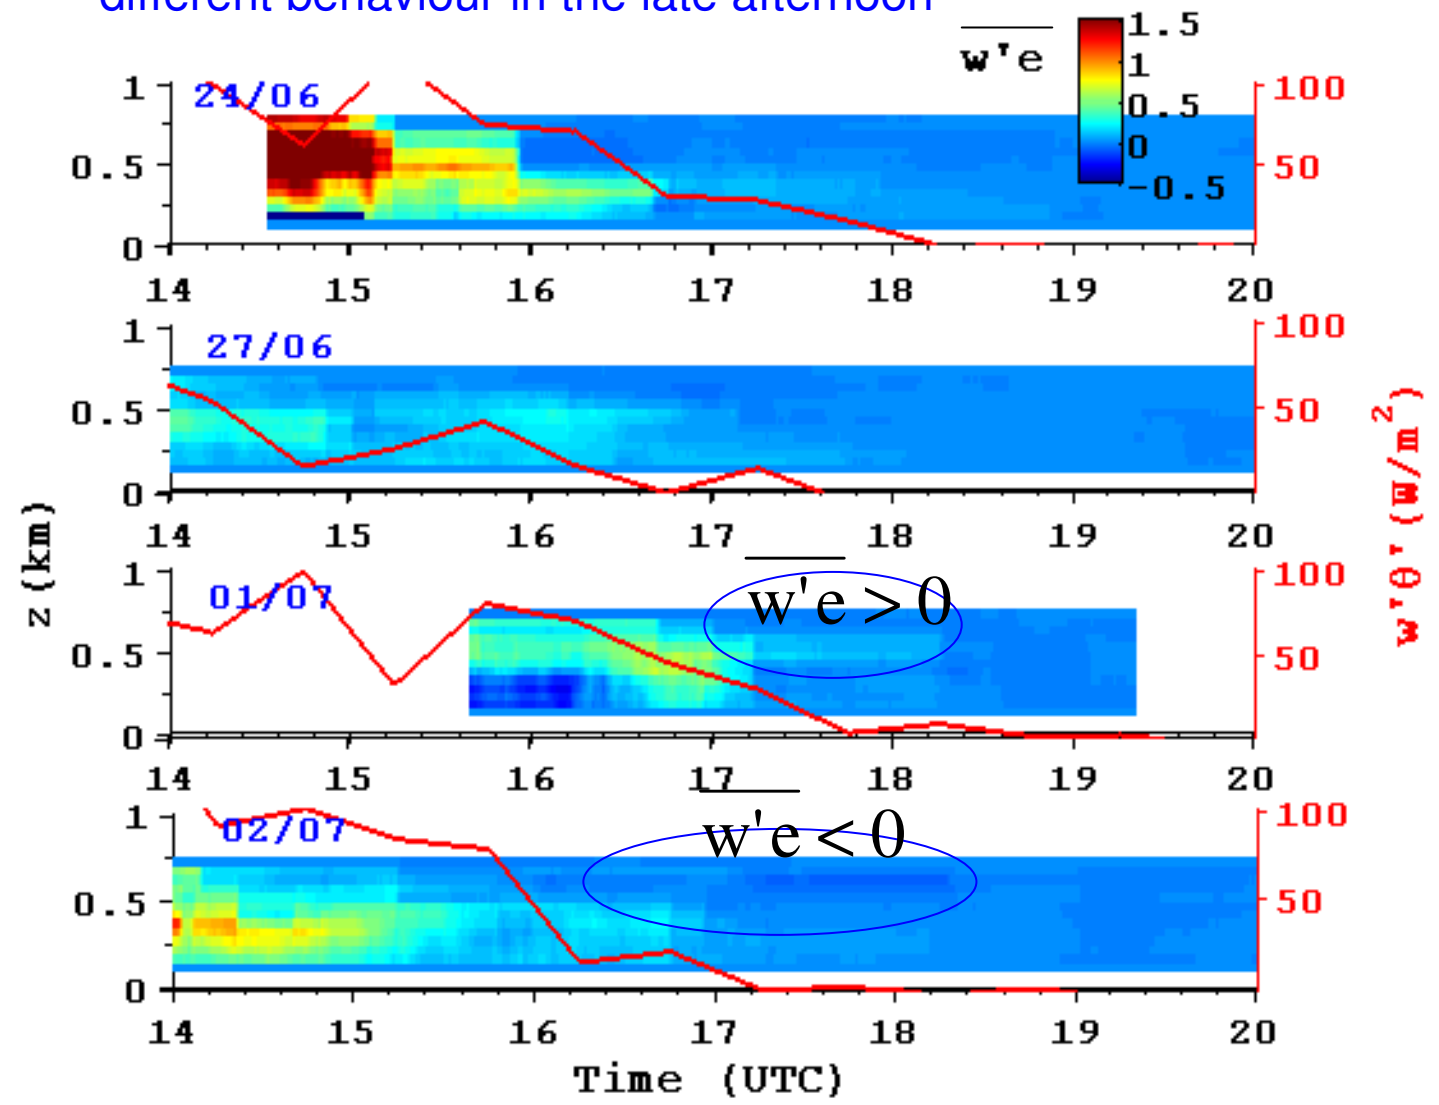 different behaviour in the late afternoon
w'e
1.5
1
0.5
0
-0.5
24/06
1
0.5
0
100
50
14 15 16 17 18 19 20
27/06
1
0.5
0
100
50
14 15 16 17 18 19 20
01/07
w'e > 0
1
0.5
0
100
50
14 15 16 17 18 19 20
02/07
w'e < 0
1
0.5
0
100
50
14 15 16 17 18 19 20
Time (UTC)
z (km)
w'θ' (w/m²)